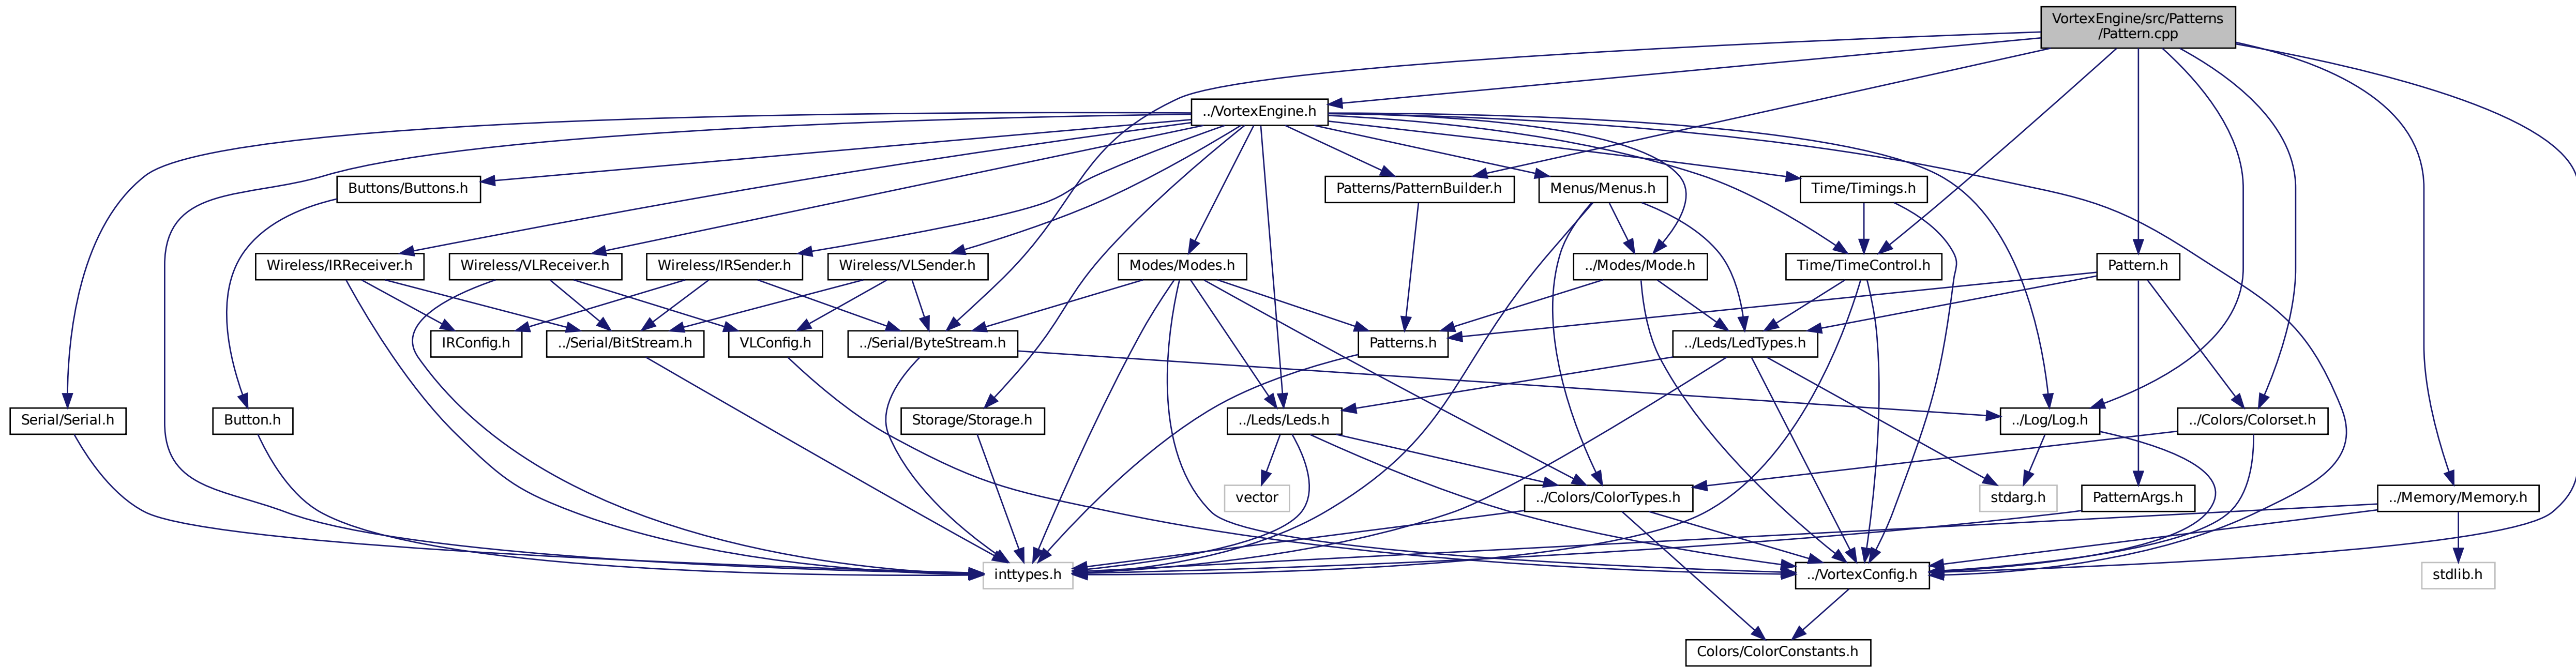 VortexEngine/src/Patterns
/Pattern.cpp
../VortexEngine.h
Buttons/Buttons.h
Patterns/PatternBuilder.h
Menus/Menus.h
Time/Timings.h
Wireless/IRReceiver.h
Wireless/VLReceiver.h
Wireless/IRSender.h
Wireless/VLSender.h
Modes/Modes.h
../Modes/Mode.h
Time/TimeControl.h
Pattern.h
IRConfig.h
../Serial/BitStream.h
VLConfig.h
../Serial/ByteStream.h
Patterns.h
../Leds/LedTypes.h
Serial/Serial.h
Button.h
Storage/Storage.h
../Leds/Leds.h
../Log/Log.h
../Colors/Colorset.h
vector
../Colors/ColorTypes.h
stdarg.h
PatternArgs.h
../Memory/Memory.h
inttypes.h
../VortexConfig.h
stdlib.h
Colors/ColorConstants.h